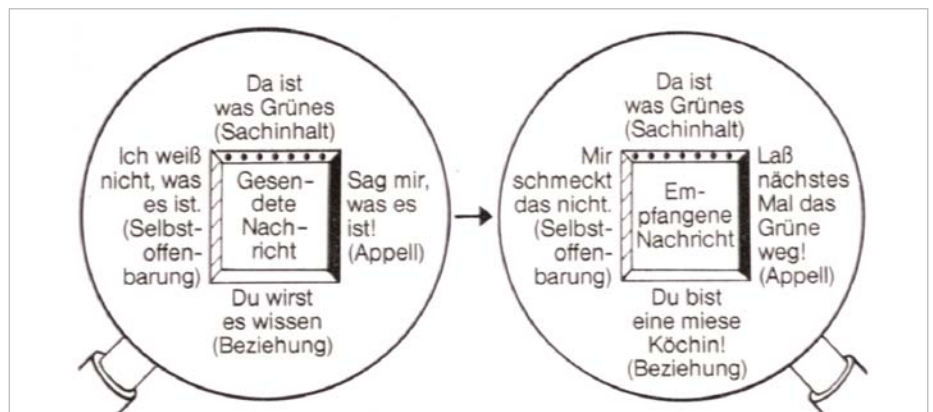 Da ist
was Grünes
(Sachinhalt)
Ich weiß
nicht, was
es ist.
(Selbst-
offen-
barung)
Gesen-
dete
Nach-
richt
Sag mir,
was es
ist!
(Appell)
Du wirst
es wissen
(Beziehung)
Da ist
was Grünes
(Sachinhalt)
Mir
schmeckt
das nicht.
(Selbst-
offen-
barung)
Em-
pfangene
Nachricht
Laß
nächstes
Mal das
Grüne
weg!
(Appell)
Du bist
eine miese
Köchin!
(Beziehung)